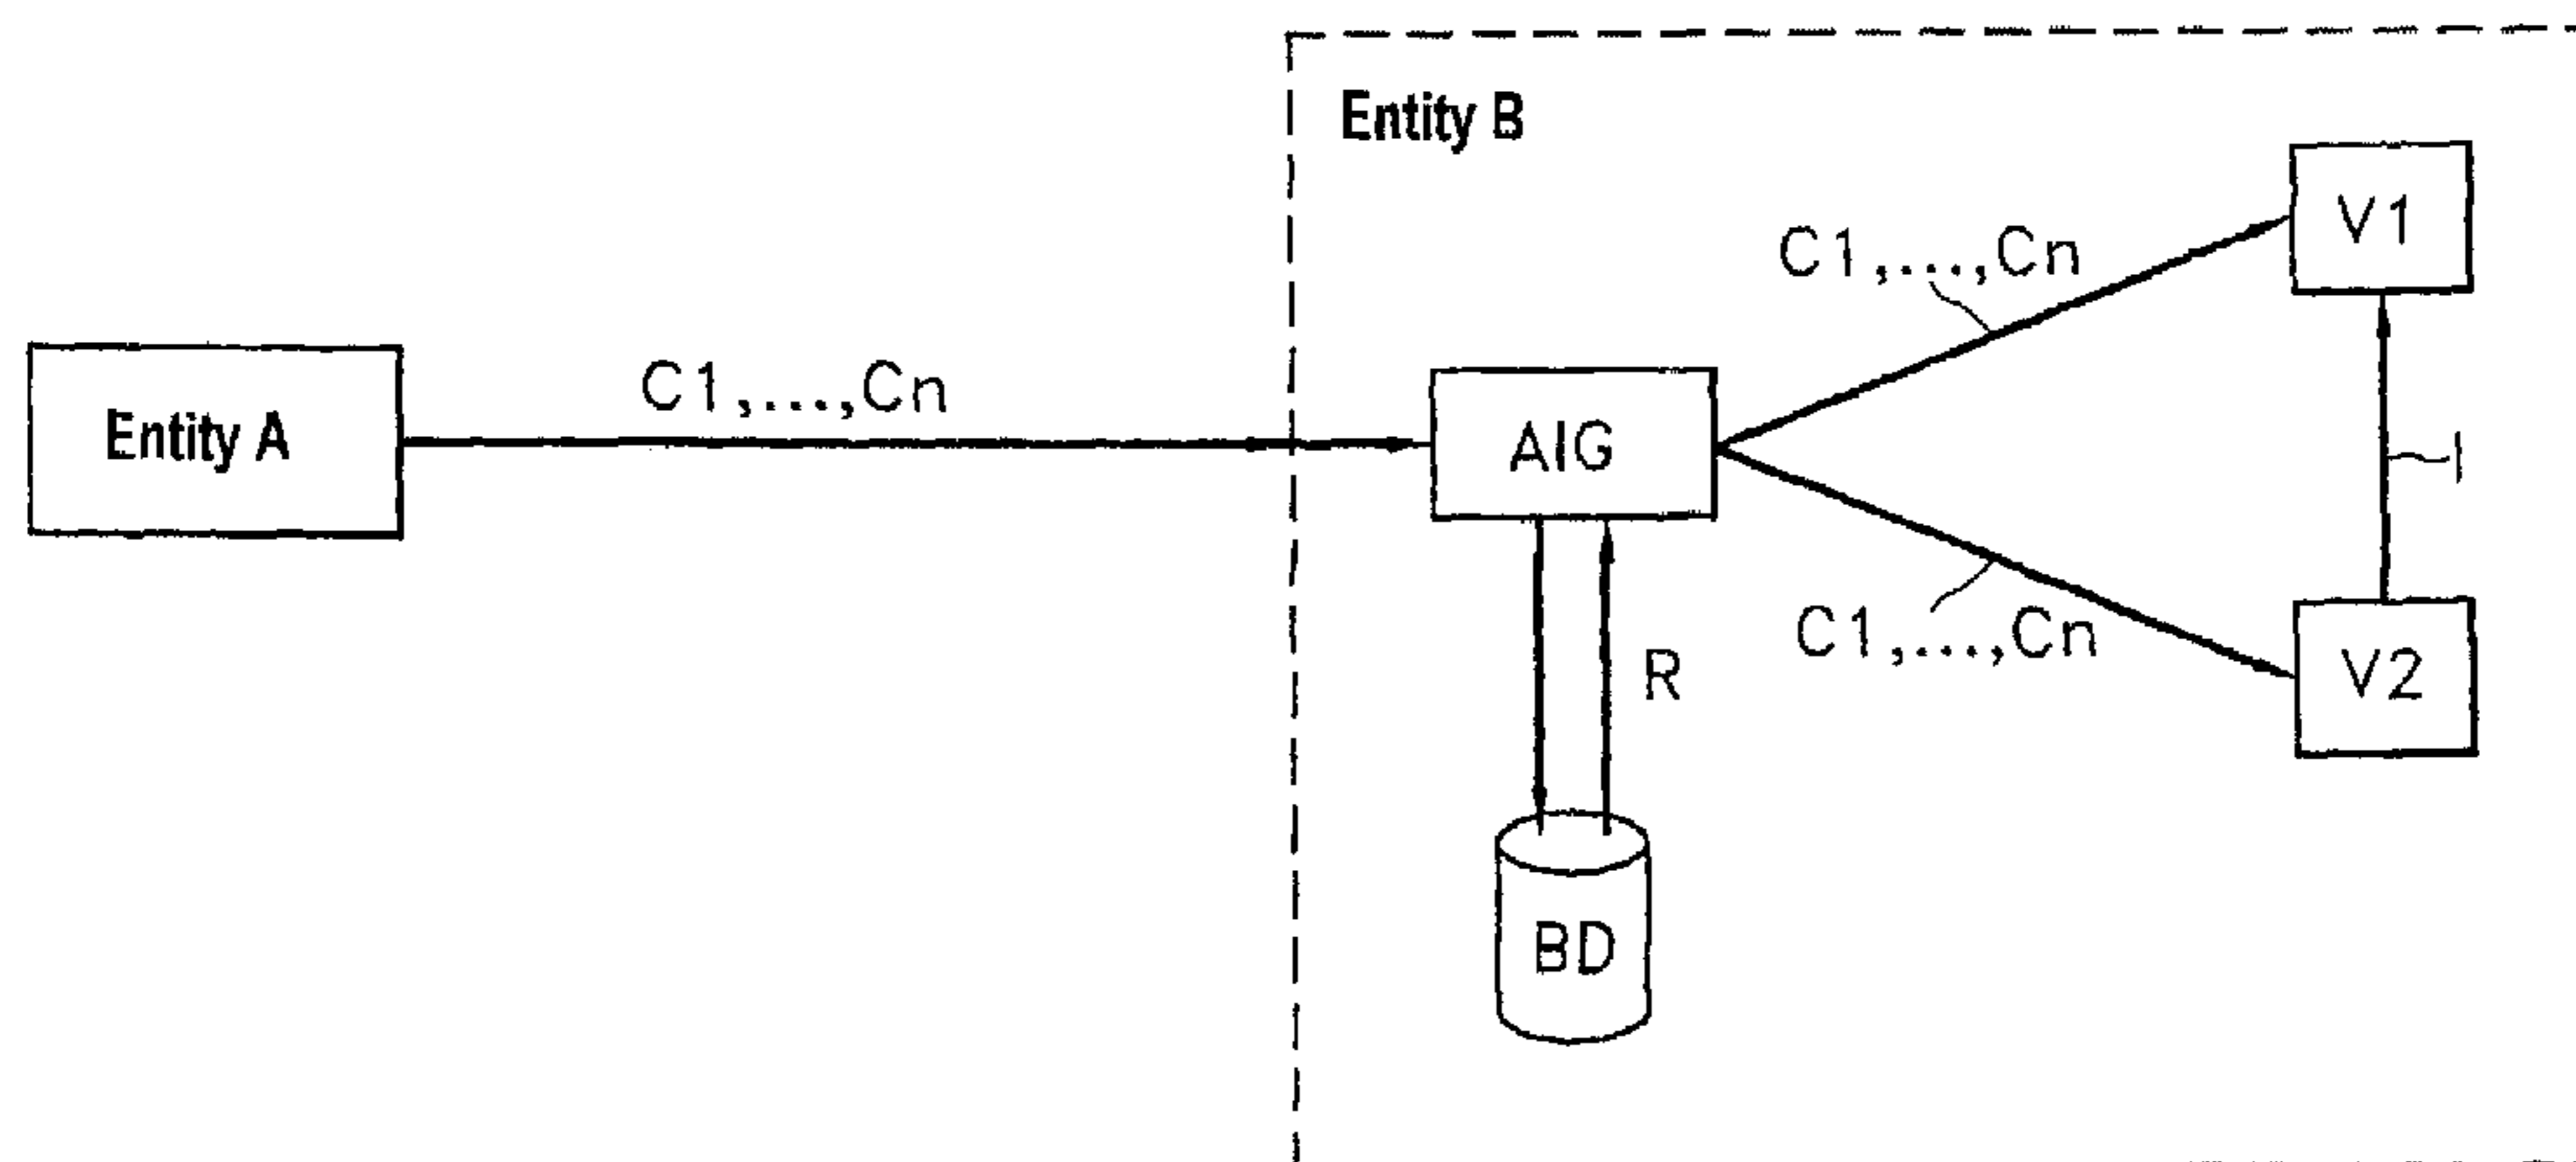 Entity B
V1
C1,...,Cn
Entity A
C1,...,Cn
AIG
I
C1,...,Cn
R
V2
BD